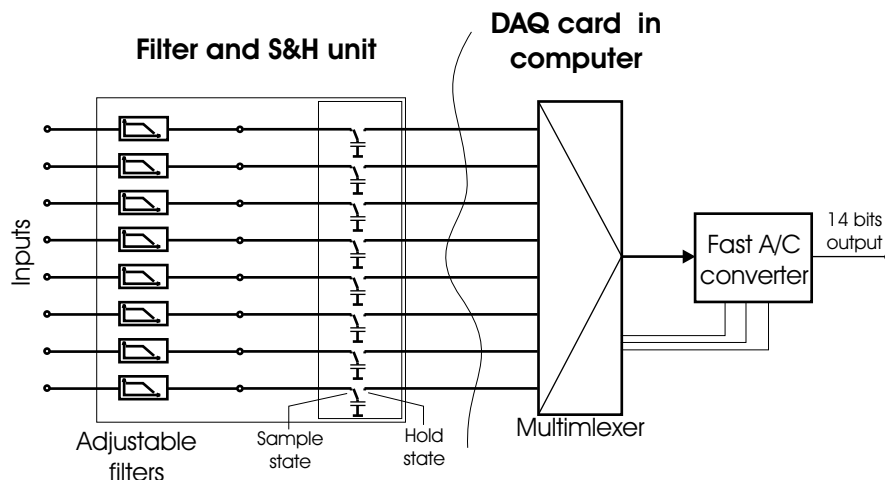 Filter and S&H unit
DAQ card in
computer
Inputs
14 bits
output
Fast A/C
converter
Adjustable
filters
Sample
state
Hold
state
Multimlexer